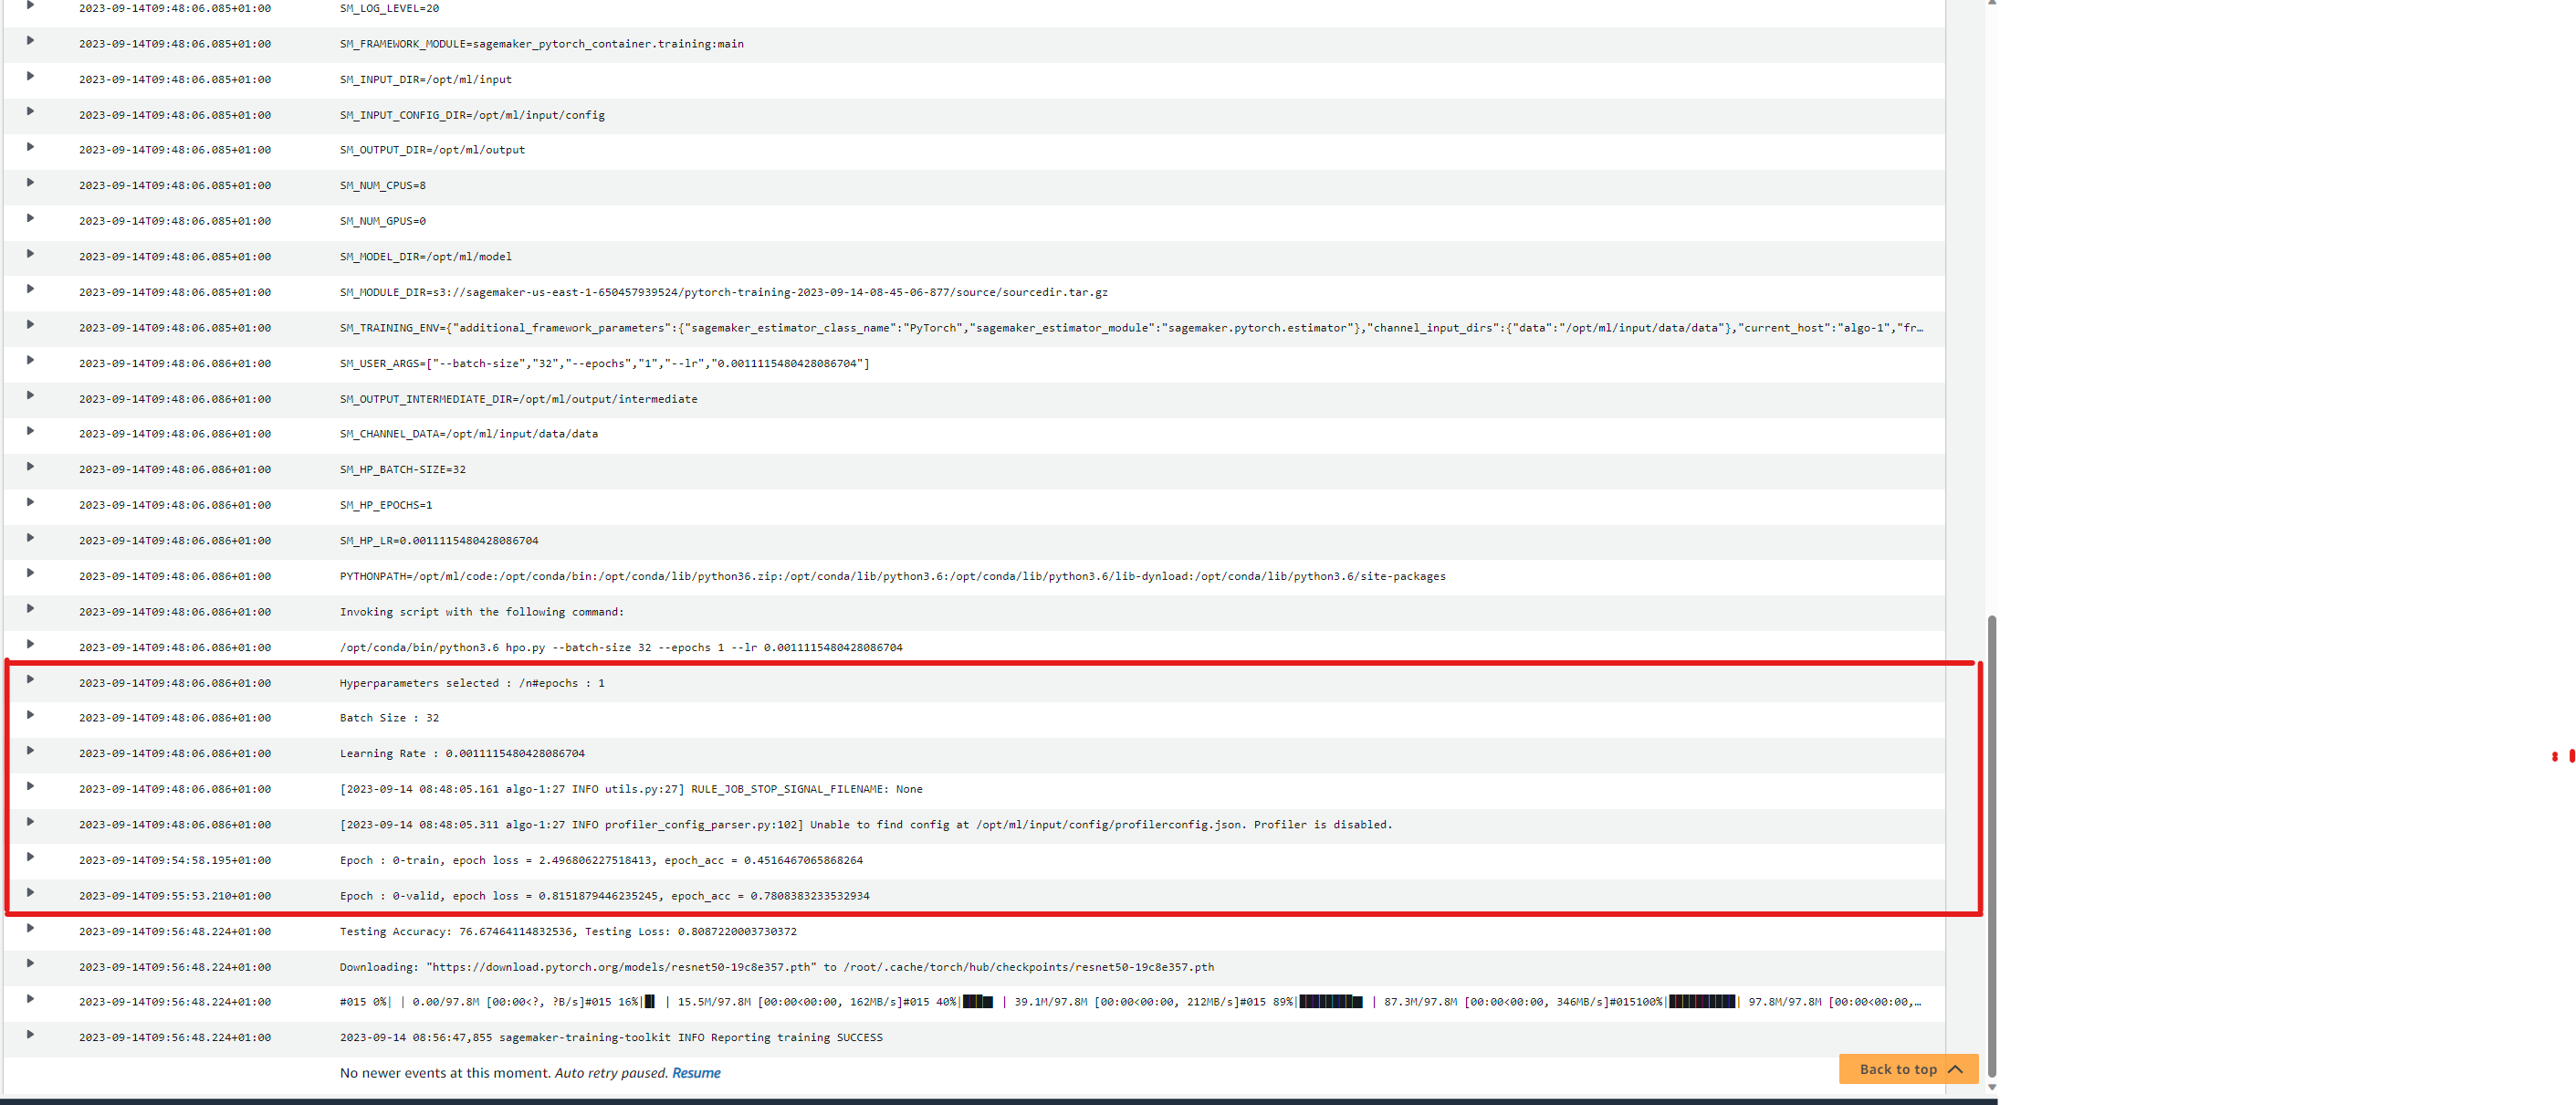 2023-09-14T09:48:06.085+01:00 SM_LOG_LEVEL=20
2023-09-14T09:48:06.085+01:00 SM_FRAMEWORK_MODULE=sagemaker_pytorch_container.training:main
2023-09-14T09:48:06.085+01:00 SM_INPUT_DIR=/opt/ml/input
2023-09-14T09:48:06.085+01:00 SM_INPUT_CONFIG_DIR=/opt/ml/input/config
2023-09-14T09:48:06.085+01:00 SM_OUTPUT_DIR=/opt/ml/output
2023-09-14T09:48:06.085+01:00 SM_NUM_CPUS=8
2023-09-14T09:48:06.085+01:00 SM_NUM_GPUS=0
2023-09-14T09:48:06.085+01:00 SM_MODEL_DIR=/opt/ml/model
2023-09-14T09:48:06.085+01:00 SM_MODULE_DIR=s3://sagemaker-us-east-1-650457939524/pytorch-training-2023-09-14-08-45-06-877/source/sourcedir.tar.gz
2023-09-14T09:48:06.085+01:00 SM_TRAINING_ENV={"additional_framework_parameters":{"sagemaker_estimator_class_name":"PyTorch","sagemaker_estimator_module":"sagemaker.pytorch.estimator"},"channel_input_dirs":{"data":"/opt/ml/input/data/data"},"current_host":"algo-1","fr…
2023-09-14T09:48:06.086+01:00 SM_USER_ARGS=["--batch-size","32","--epochs","1","--lr","0.0011115480428086704"]
2023-09-14T09:48:06.086+01:00 SM_OUTPUT_INTERMEDIATE_DIR=/opt/ml/output/intermediate
2023-09-14T09:48:06.086+01:00 SM_CHANNEL_DATA=/opt/ml/input/data/data
2023-09-14T09:48:06.086+01:00 SM_HP_BATCH-SIZE=32
2023-09-14T09:48:06.086+01:00 SM_HP_EPOCHS=1
2023-09-14T09:48:06.086+01:00 SM_HP_LR=0.0011115480428086704
2023-09-14T09:48:06.086+01:00 PYTHONPATH=/opt/ml/code:/opt/conda/bin:/opt/conda/lib/python36.zip:/opt/conda/lib/python3.6:/opt/conda/lib/python3.6/lib-dynload:/opt/conda/lib/python3.6/site-packages
2023-09-14T09:48:06.086+01:00 Invoking script with the following command:
2023-09-14T09:48:06.086+01:00 /opt/conda/bin/python3.6 hpo.py --batch-size 32 --epochs 1 --lr 0.0011115480428086704
2023-09-14T09:48:06.086+01:00 Hyperparameters selected : /n#epochs : 1
2023-09-14T09:48:06.086+01:00 Batch Size : 32
2023-09-14T09:48:06.086+01:00 Learning Rate : 0.0011115480428086704
2023-09-14T09:48:06.086+01:00 [2023-09-14 08:48:05.161 algo-1:27 INFO utils.py:27] RULE_JOB_STOP_SIGNAL_FILENAME: None
2023-09-14T09:48:06.086+01:00 [2023-09-14 08:48:05.311 algo-1:27 INFO profiler_config_parser.py:102] Unable to find config at /opt/ml/input/config/profilerconfig.json. Profiler is disabled.
2023-09-14T09:54:58.195+01:00 Epoch : 0-train, epoch loss = 2.496806227518413, epoch_acc = 0.4516467065868264
2023-09-14T09:55:53.210+01:00 Epoch : 0-valid, epoch loss = 0.8151879446235245, epoch_acc = 0.7808383233532934
2023-09-14T09:56:48.224+01:00 Testing Accuracy: 76.67464114832536, Testing Loss: 0.8087220003730372
2023-09-14T09:56:48.224+01:00 Downloading: "https://download.pytorch.org/models/resnet50-19c8e357.pth" to /root/.cache/torch/hub/checkpoints/resnet50-19c8e357.pth
2023-09-14T09:56:48.224+01:00 #015 0%| | 0.00/97.8M [00:00<?, ?B/s]#015 16%|█▌ | 15.5M/97.8M [00:00<00:00, 162MB/s]#015 40%|███▉ | 39.1M/97.8M [00:00<00:00, 212MB/s]#015 89%|████████▉ | 87.3M/97.8M [00:00<00:00, 346MB/s]#015100%|██████████| 97.8M/97.8M [00:00<00:00,…
2023-09-14T09:56:48.224+01:00 2023-09-14 08:56:47,855 sagemaker-training-toolkit INFO Reporting training SUCCESS
No newer events at this moment. Auto retry paused. Resume
Back to top